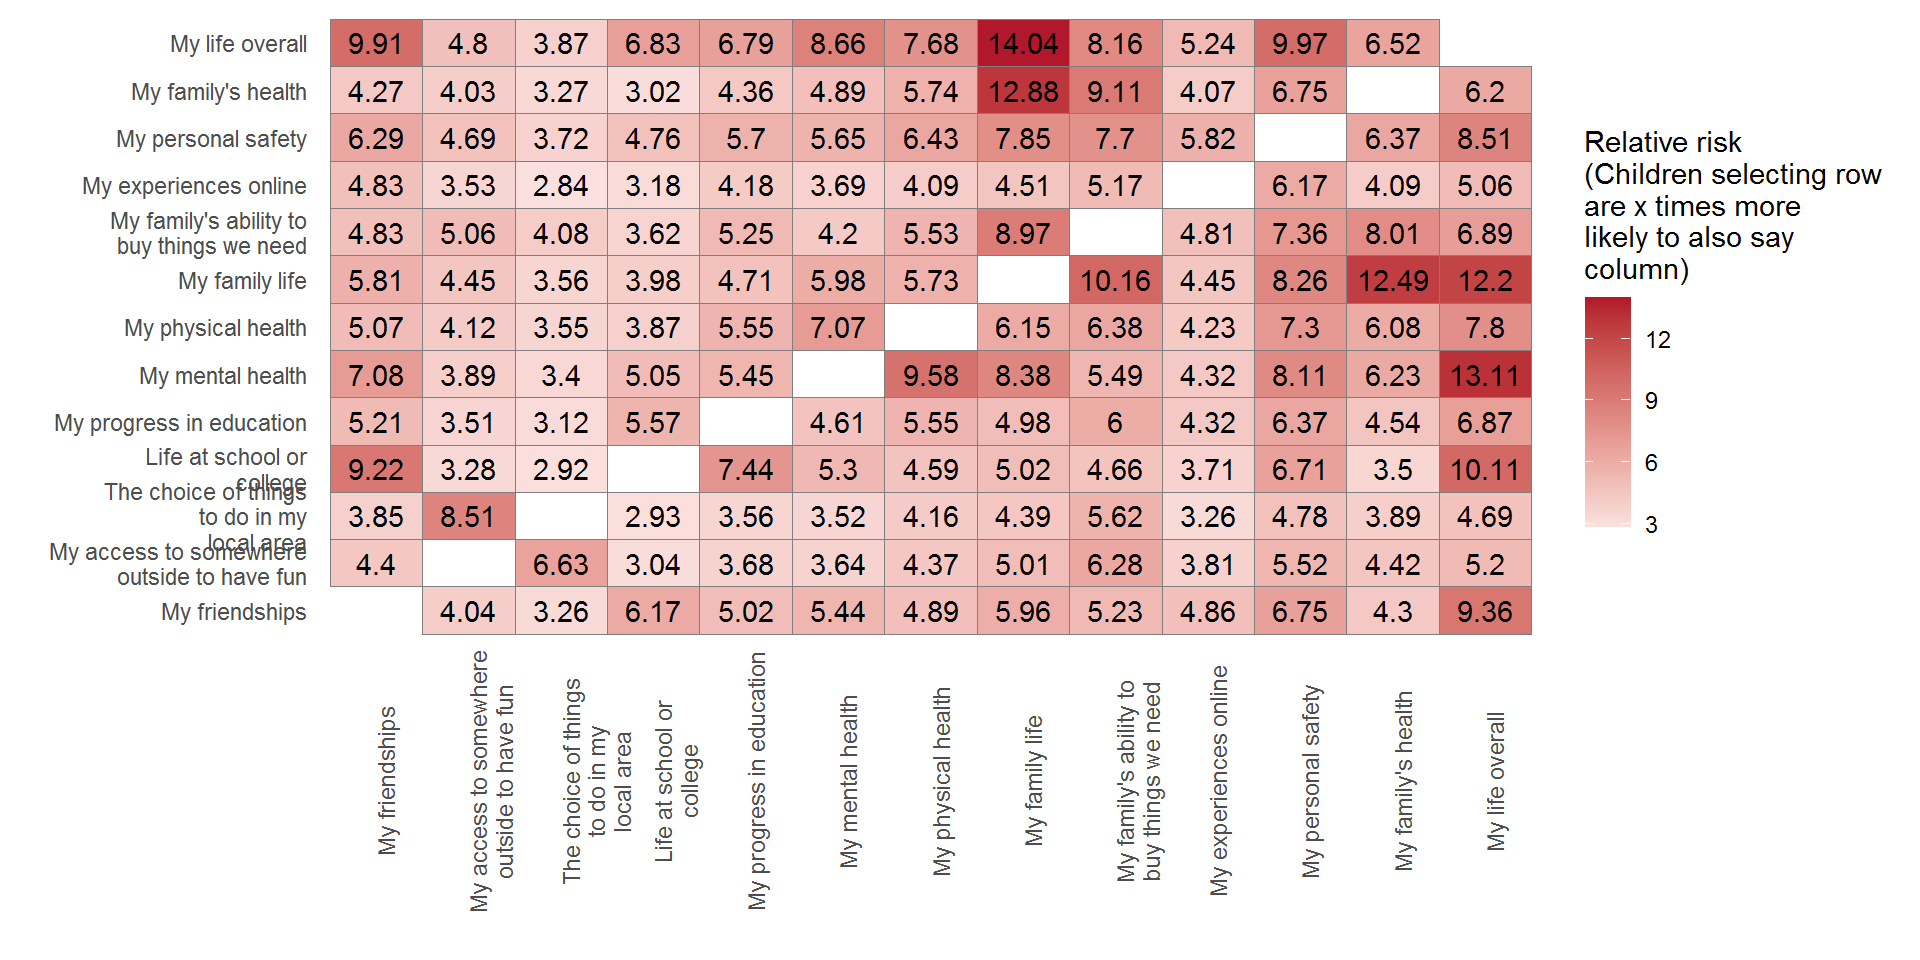 My life overall 9.91 4.8 3.87 6.83 6.79 8.66 7.68 14.04 8.16 5.24 9.97 6.52
My family's health 4.27 4.03 3.27 3.02 4.36 4.89 5.74 12.88 9.11 4.07 6.75 6.2
My personal safety 6.29 4.69 3.72 4.76 5.7 5.65 6.43 7.85 7.7 5.82 6.37 8.51
My experiences online 4.83 3.53 2.84 3.18 4.18 3.69 4.09 4.51 5.17 6.17 4.09 5.06
My family's ability to
buy things we need
4.83 5.06 4.08 3.62 5.25 4.2 5.53 8.97 4.81 7.36 8.01 6.89
My family life 5.81 4.45 3.56 3.98 4.71 5.98 5.73 10.16 4.45 8.26 12.49 12.2
My physical health 5.07 4.12 3.55 3.87 5.55 7.07 6.15 6.38 4.23 7.3 6.08 7.8
My mental health 7.08 3.89 3.4 5.05 5.45 9.58 8.38 5.49 4.32 8.11 6.23 13.11
My progress in education 5.21 3.51 3.12 5.57 4.61 5.55 4.98 6 4.32 6.37 4.54 6.87
Life at school or
college
9.22 3.28 2.92 7.44 5.3 4.59 5.02 4.66 3.71 6.71 3.5 10.11
The choice of things
to do in my
local area
3.85 8.51 2.93 3.56 3.52 4.16 4.39 5.62 3.26 4.78 3.89 4.69
My access to somewhere
outside to have fun
4.4 6.63 3.04 3.68 3.64 4.37 5.01 6.28 3.81 5.52 4.42 5.2
My friendships 4.04 3.26 6.17 5.02 5.44 4.89 5.96 5.23 4.86 6.75 4.3 9.36
My friendships
My access to somewhere
outside to have fun
The choice of things
to do in my
local area
Life at school or
college
My progress in education
My mental health
My physical health
My family life
My family's ability to
buy things we need
My experiences online
My personal safety
My family's health
My life overall
Relative risk
(Children selecting row
are x times more
likely to also say
column)
12
9
6
3